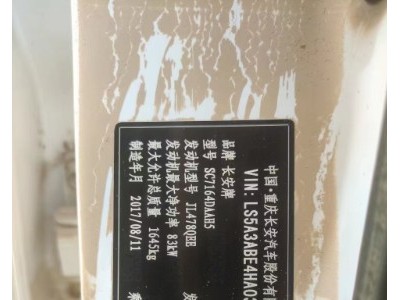 中国·重庆长安汽车股份有
VIN: LS5A3ABE4HA
品牌 长安牌
型号 SC7164DAAH5
发动机型号 JL478QEE
发动机最大净功率 83kW
最大允许总质量 1645kg
制造年月 2017/08/11